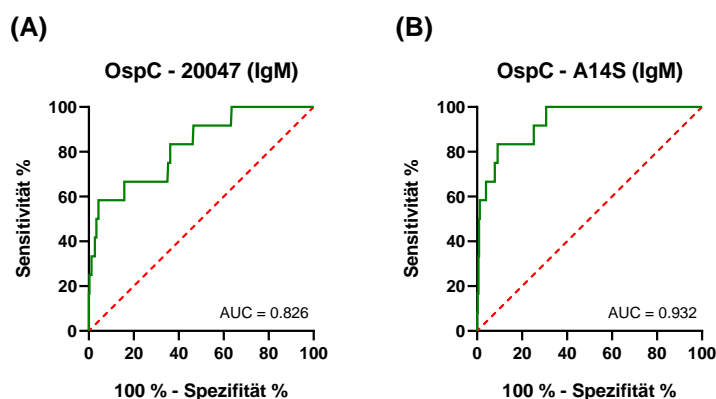 (A)
OspC - 20047 (IgM)
100
80
60
40
20
0
Sensitivität %
AUC = 0.826
0 20 40 60 80 100
100 % - Spezifität %
(B)
OspC - A14S (IgM)
100
80
60
40
20
0
Sensitivität %
AUC = 0.932
0 20 40 60 80 100
100 % - Spezifität %